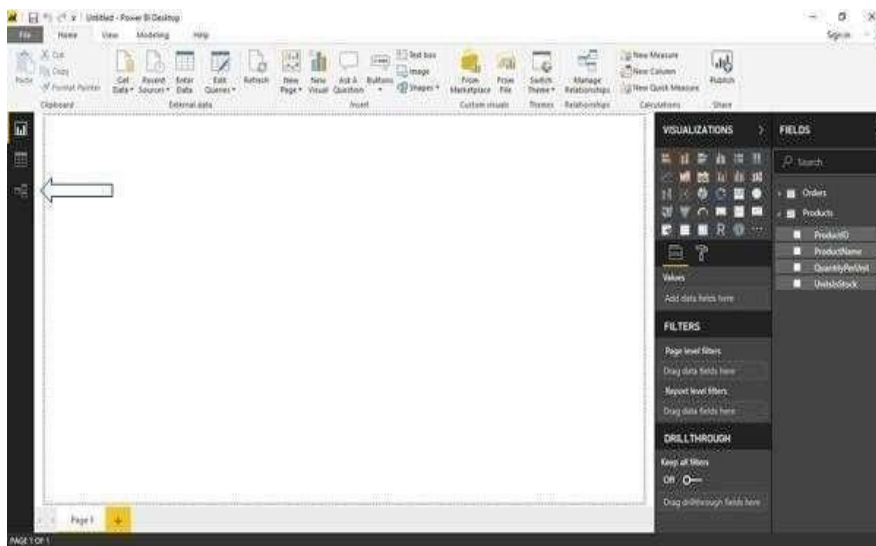 Untitled - Power BI Desktop
File Home View Modeling Help Sign in
Paste
Cut
Copy
Format Painter
Get Data
Recent Sources
Enter Data
Edit Queries
Refresh
New Page
New Visual
Ask A Question
Buttons
Text box
Image
Shapes
From Marketplace
From File
Switch Theme
Manage Relationships
New Measure
New Column
New Quick Measure
Publish
Clipboard External data Insert Custom visuals Themes Relationships Calculations Share
VISUALIZATIONS
R
Values
Add data fields here
FILTERS
Page level filters
Drag data fields here
Report level filters
Drag data fields here
DRILLTHROUGH
Keep all filters
Off
Drag drillthrough fields here
FIELDS
Search
Orders
Products
ProductID
ProductName
QuantityPerUnit
UnitsInStock
Page 1
PAGE 1 OF 1